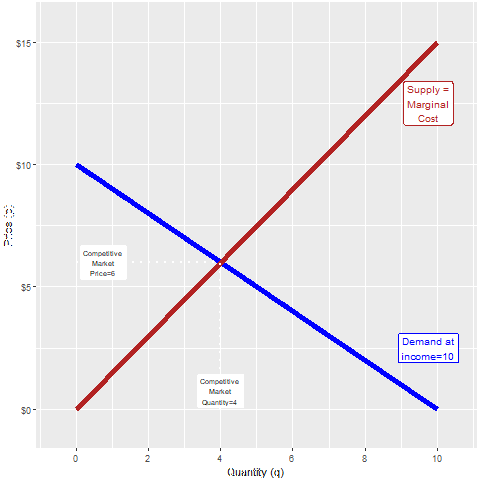 $15
Supply =
Marginal
Cost
$10
Price (p)
Competitive
Market
Price=6
$5
Demand at
income=10
Competitive
Market
Quantity=4
$0
0 2 4 6 8 10
Quantity (q)